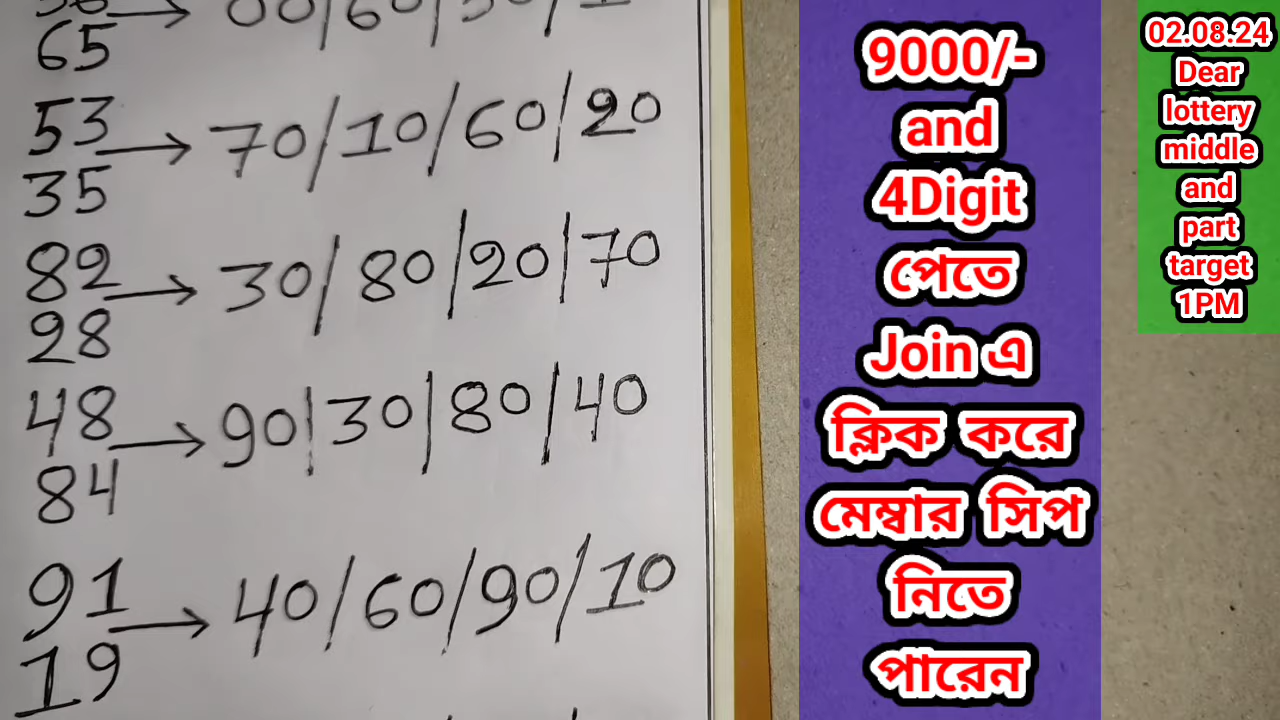 65
53 → 70/10/60/20
35
82 → 30/80/20/70
28
48 → 90/30/80/40
84
91 → 40/60/90/10
19
9000/-
and
4Digit
পেতে
Join এ
ক্লিক করে
মেম্বার সিপ
নিতে
পারেন
02.08.24
Dear
lottery
middle
and
part
target
1PM